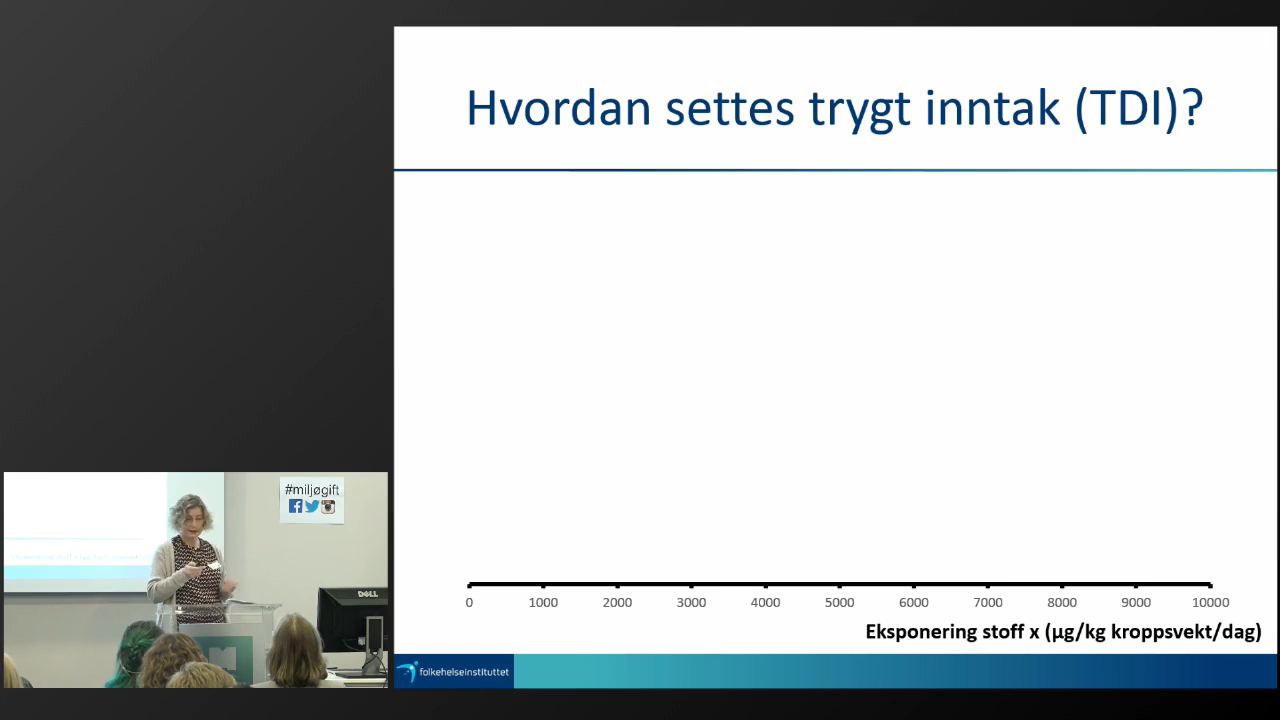 Hvordan settes trygt inntak (TDI)?
0 1000 2000 3000 4000 5000 6000 7000 8000 9000 10000
Eksponering stoff x (µg/kg kroppsvekt/dag)
folkehelseinstituttet
#miljøgift
DELL